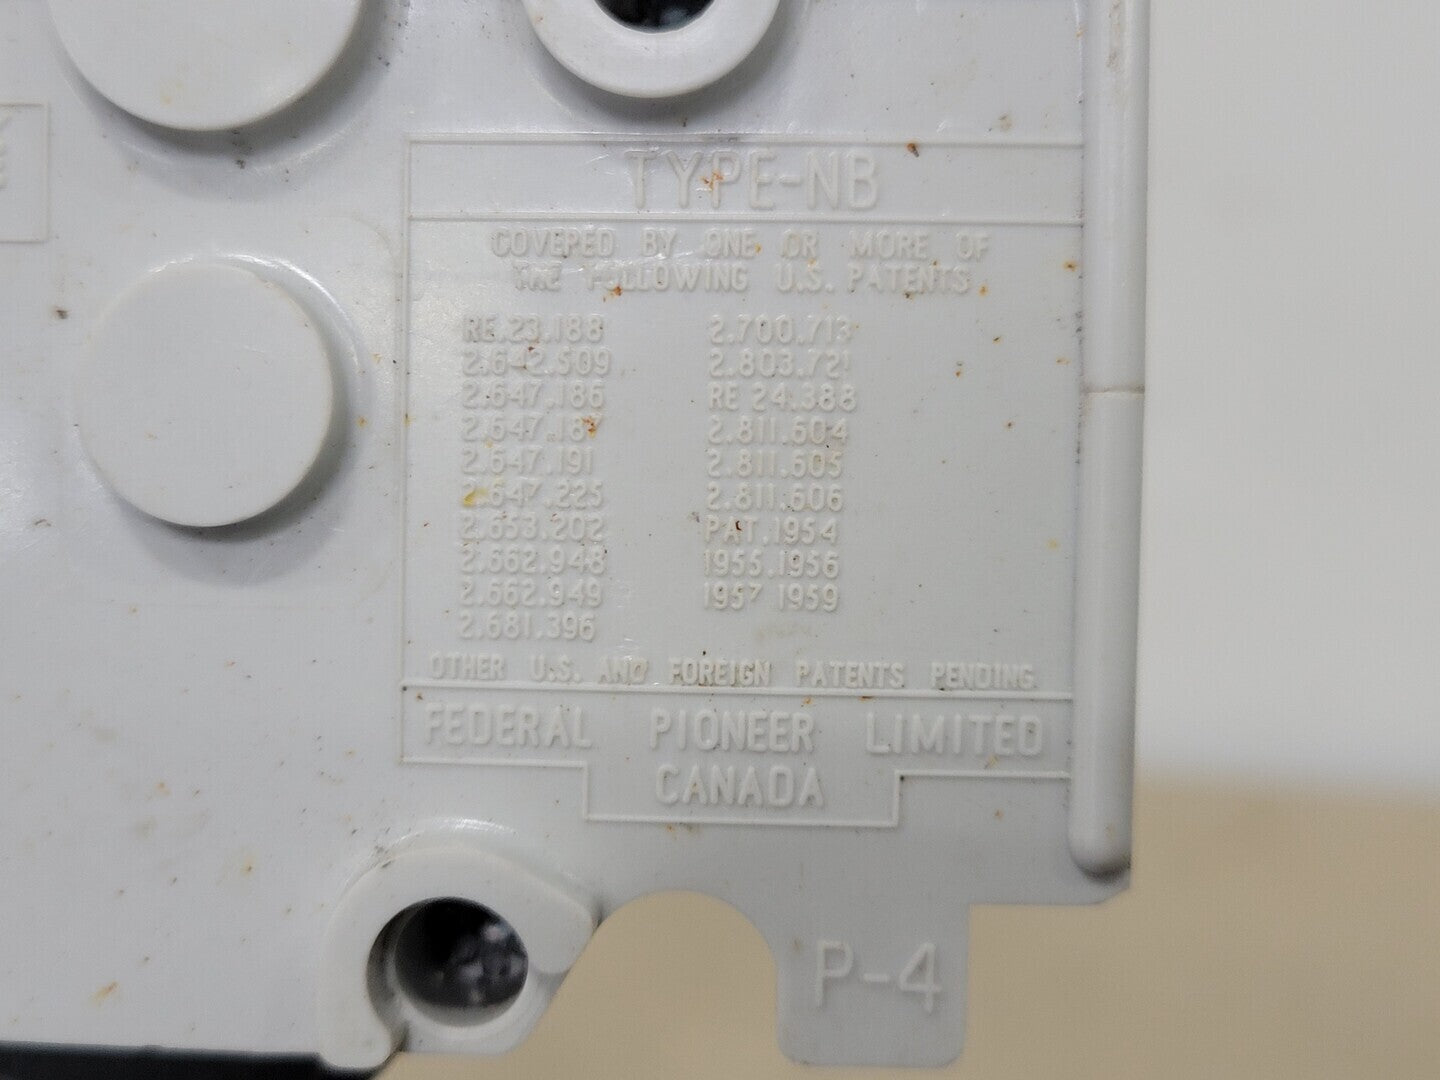 TYPE-NB
COVERED BY ONE OR MORE OF
THE FOLLOWING U.S. PATENTS
RE.23.188
2.642.509
2.647.186
2.647.187
2.647.191
2.647.225
2.653.202
2.662.948
2.662.949
2.681.396
2.700.713
2.803.721
RE 24.388
2.811.604
2.811.605
2.811.606
PAT.1954
1955.1956
1957 1959
OTHER U.S. AND FOREIGN PATENTS PENDING.
FEDERAL PIONEER LIMITED
CANADA
P-4